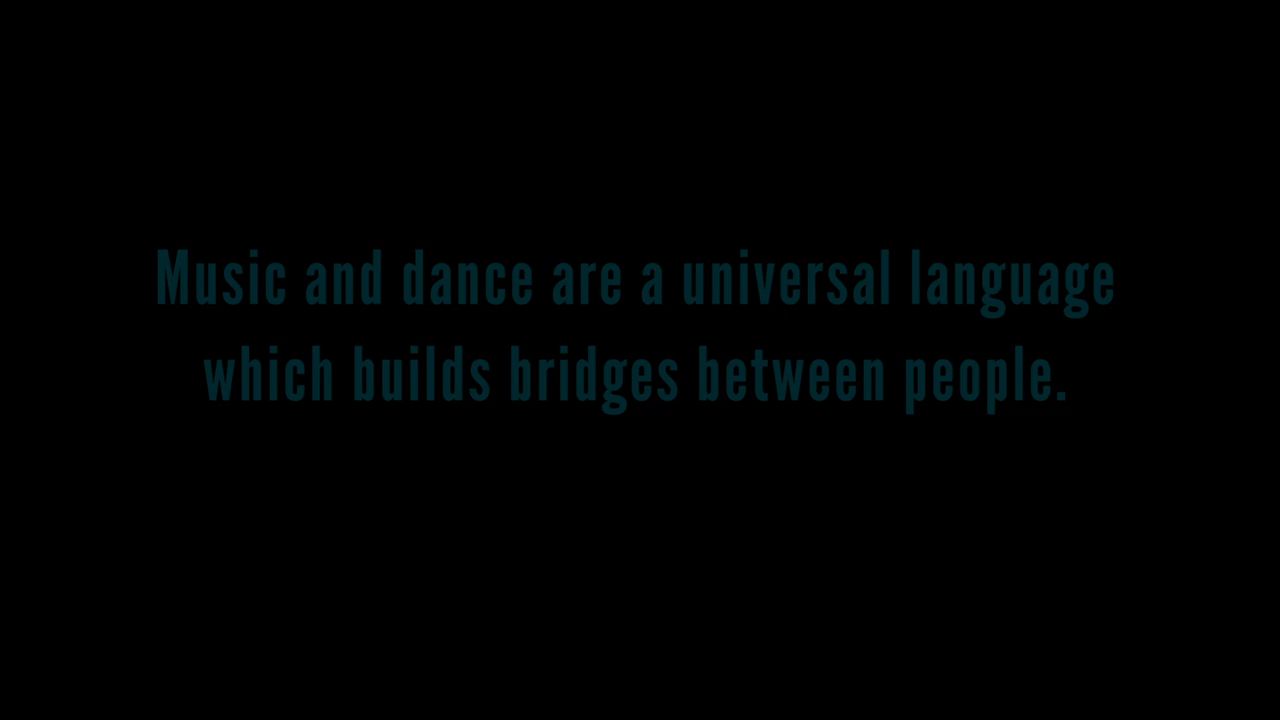 Music and dance are a universal language
which builds bridges between people.